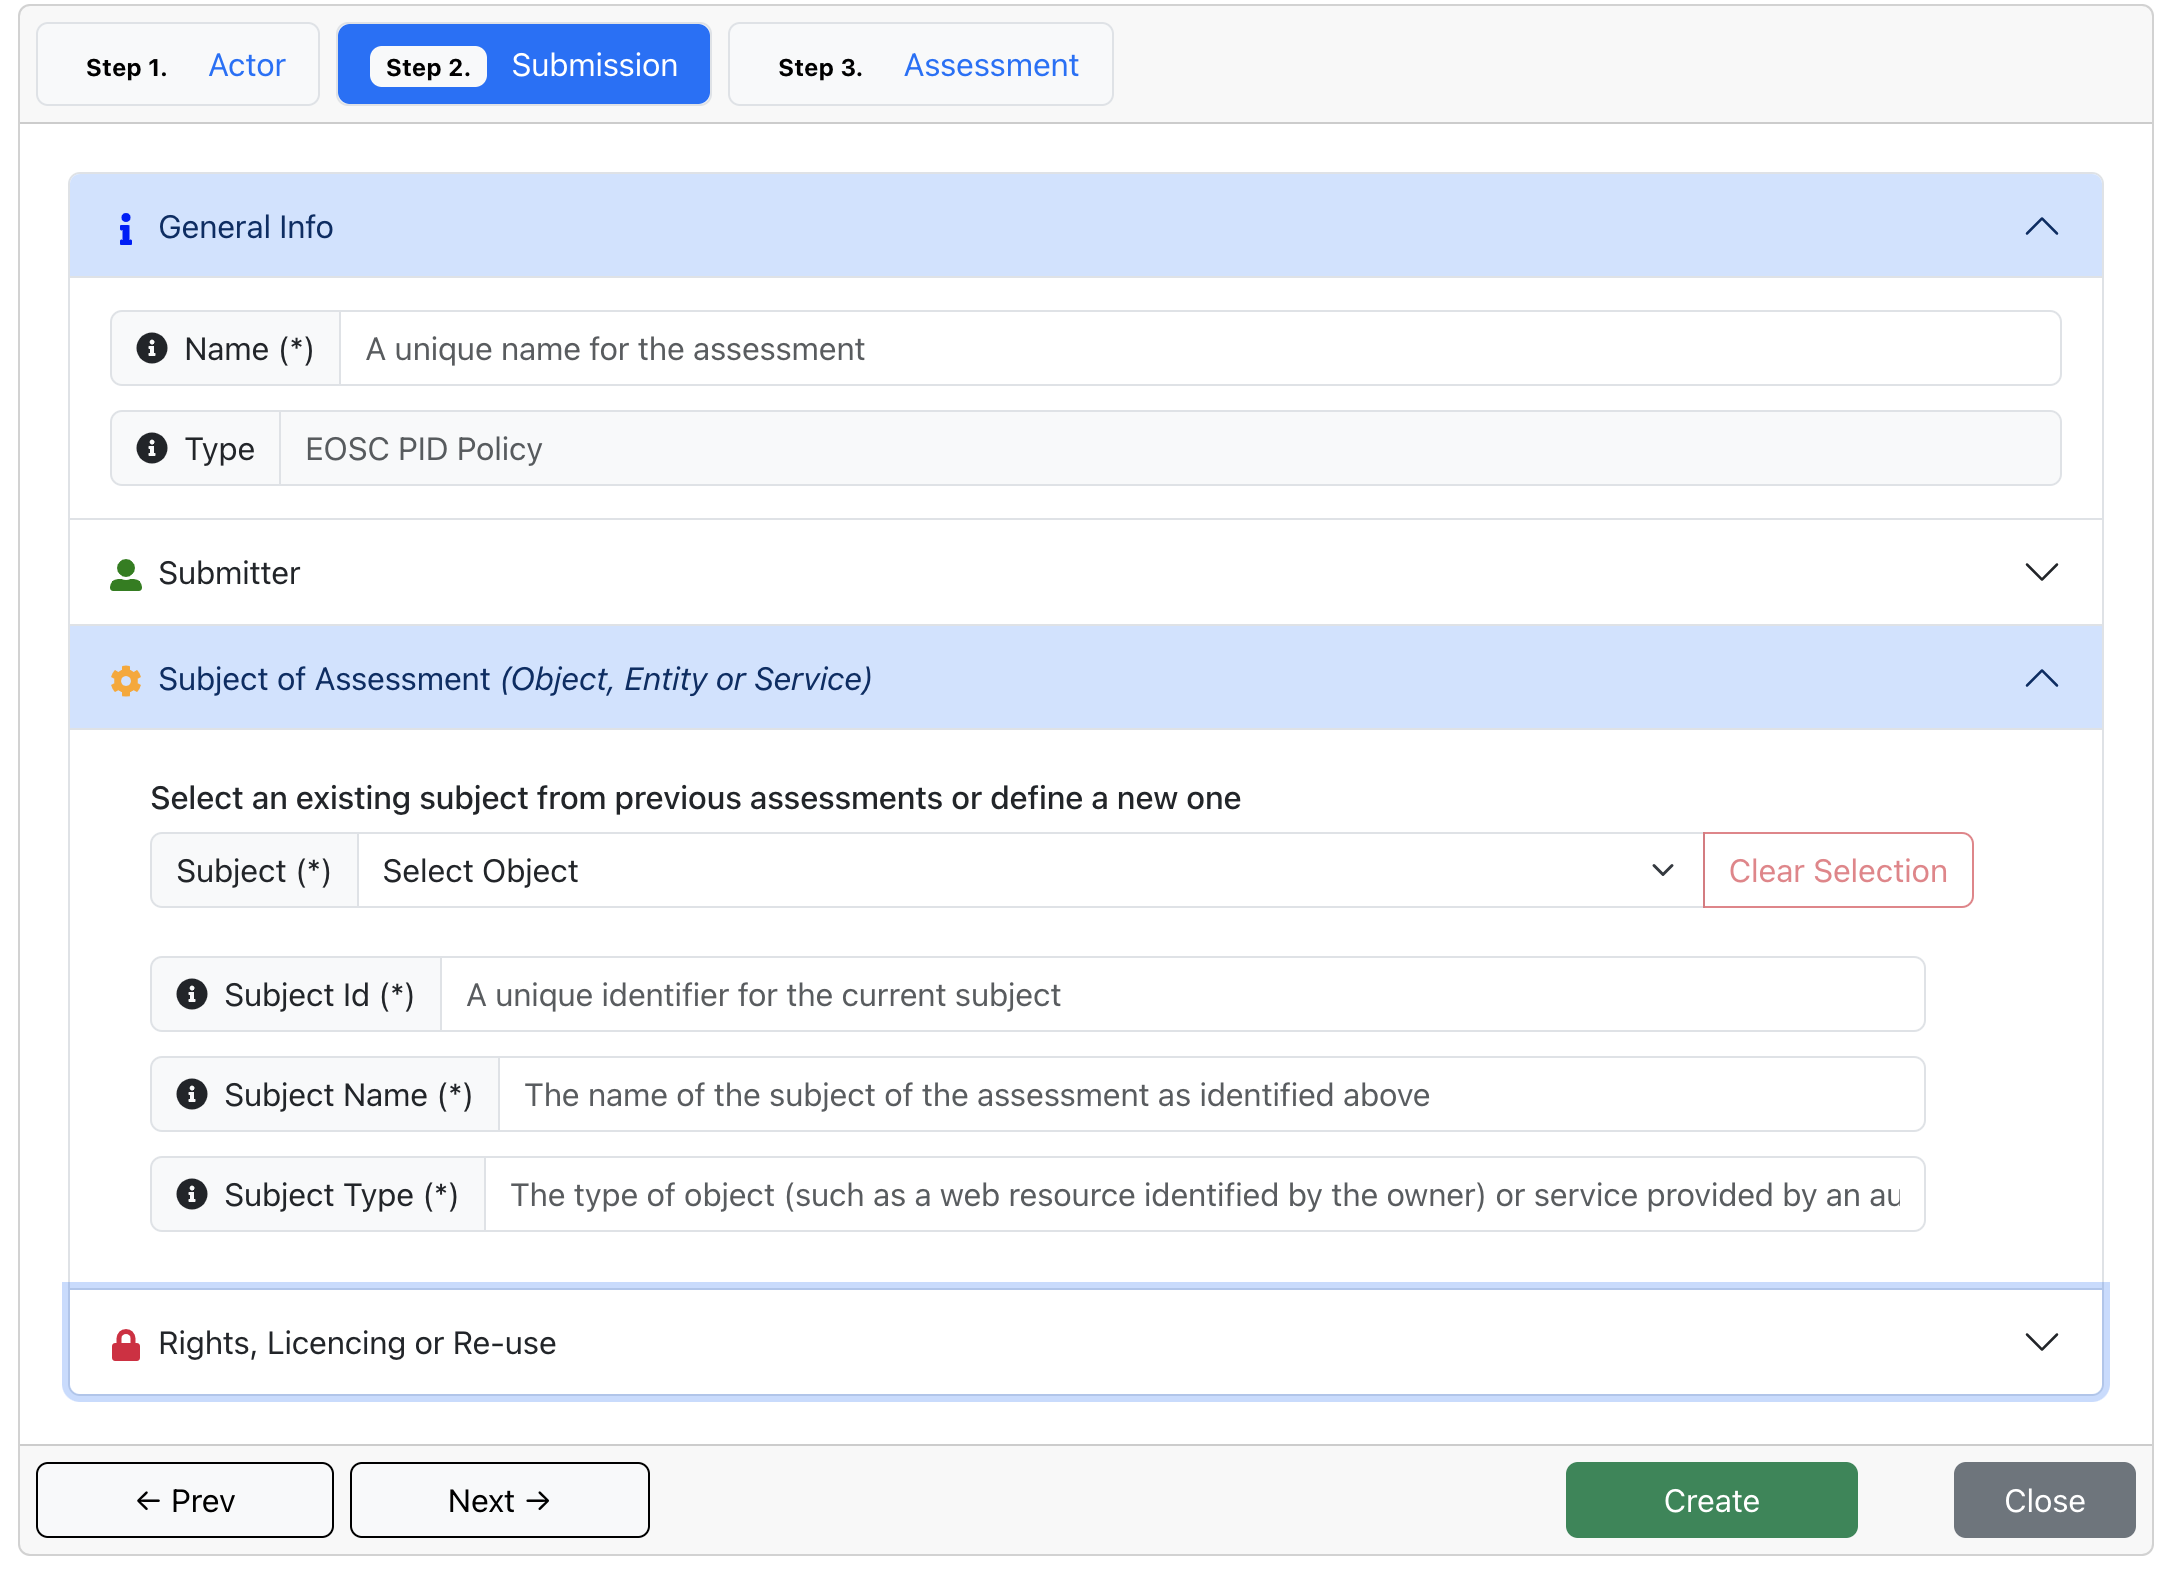 Step 1. Actor
Step 2. Submission
Step 3. Assessment
General Info
Name (*) A unique name for the assessment
Type EOSC PID Policy
Submitter
Subject of Assessment (Object, Entity or Service)
Select an existing subject from previous assessments or define a new one
Subject (*) Select Object Clear Selection
Subject Id (*) A unique identifier for the current subject
Subject Name (*) The name of the subject of the assessment as identified above
Subject Type (*) The type of object (such as a web resource identified by the owner) or service provided by an au
Rights, Licencing or Re-use
← Prev Next → Create Close